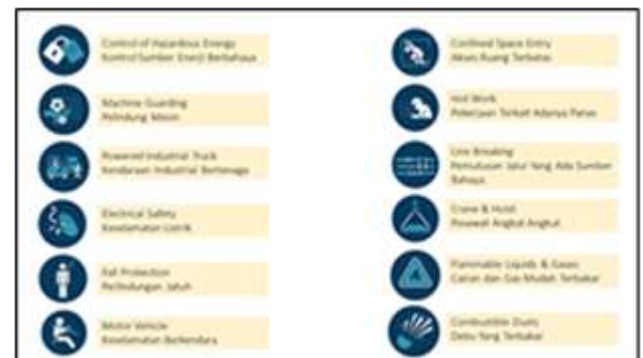 Control of Hazardous Energy
Kontrol Sumber Energi Berbahaya
Machine Guarding
Pelindung Mesin
Powered Industrial Truck
Kendaraan Industrial Bertenaga
Electrical Safety
Keselamatan Listrik
Fall Protection
Perlindungan Jatuh
Motor Vehicle
Keselamatan Berkendara
Confined Space Entry
Akses Ruang Terbatas
Hot Work
Pekerjaan Terkait Adanya Panas
Line Breaking
Pemutusan Jalur Yang Ada Sumber
Bahaya
Crane & Hoist
Pesawat Angkat Angkut
Flammable Liquids & Gases
Cairan dan Gas Mudah Terbakar
Combustible Dusts
Debu Yang Terbakar